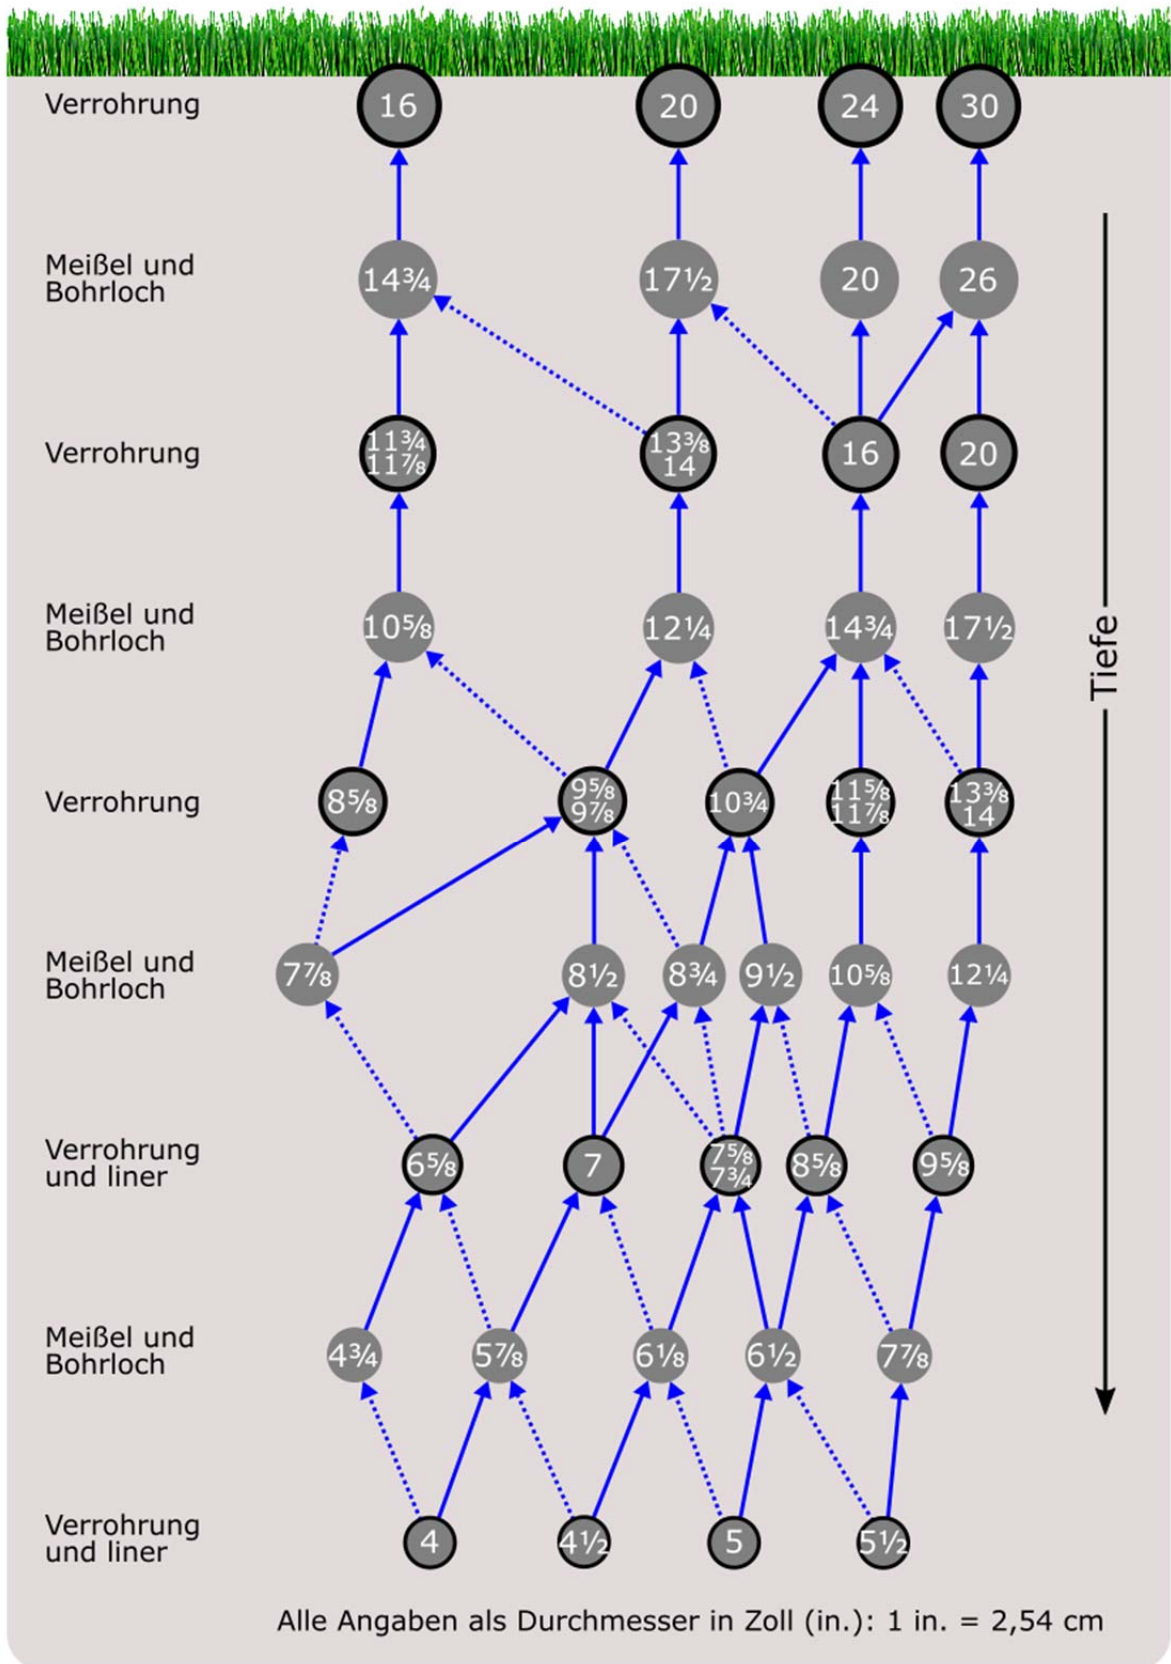 Verrohrung
16
20
24
30
Meißel und
Bohrloch
14¾
17½
20
26
Verrohrung
11¾
11⅞
13⅜
14
16
20
Meißel und
Bohrloch
10⅝
12¼
14¾
17½
Tiefe
Verrohrung
8⅝
9⅝
9⅞
10¾
11⅝
11⅞
13⅜
14
Meißel und
Bohrloch
7⅞
8½
8¾
9½
10⅝
12¼
Verrohrung
und liner
6⅝
7
7⅝
7¾
8⅝
9⅝
Meißel und
Bohrloch
4¾
5⅞
6⅛
6½
7⅞
Verrohrung
und liner
4
4½
5
5½
Alle Angaben als Durchmesser in Zoll (in.): 1 in. = 2,54 cm